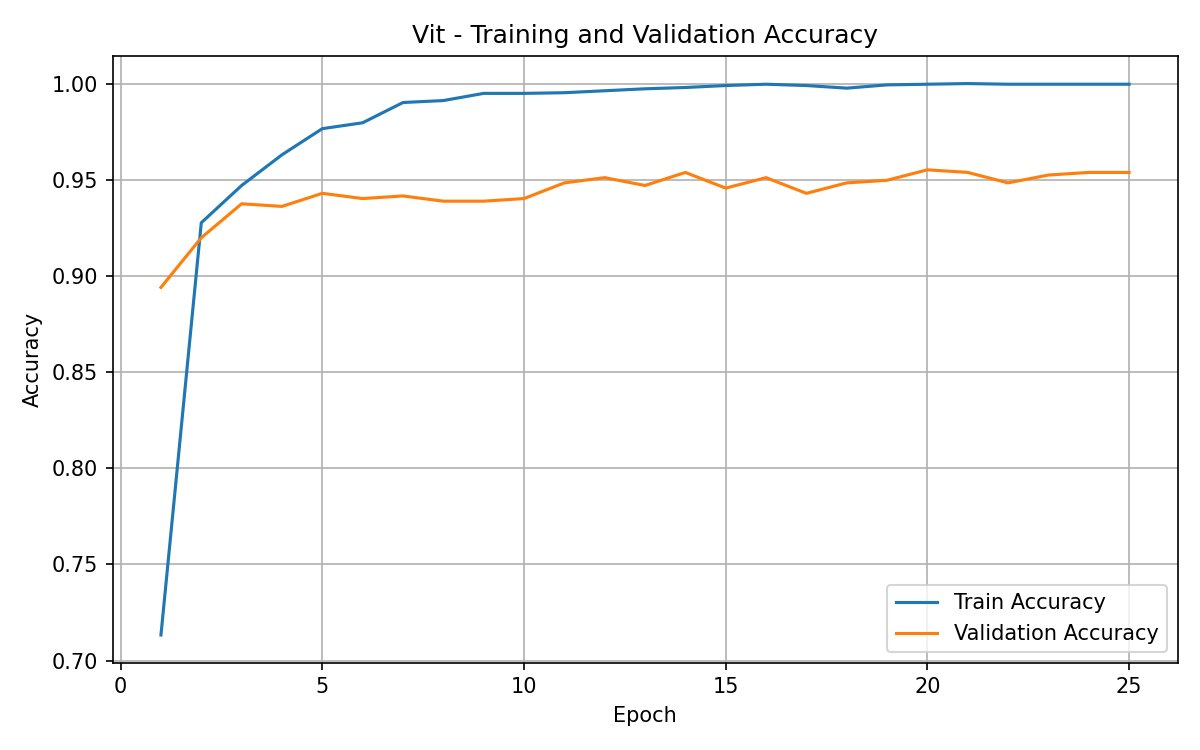 Vit - Training and Validation Accuracy
1.00
0.95
0.90
0.85
0.80
0.75
0.70
Accuracy
Train Accuracy
Validation Accuracy
0 5 10 15 20 25
Epoch